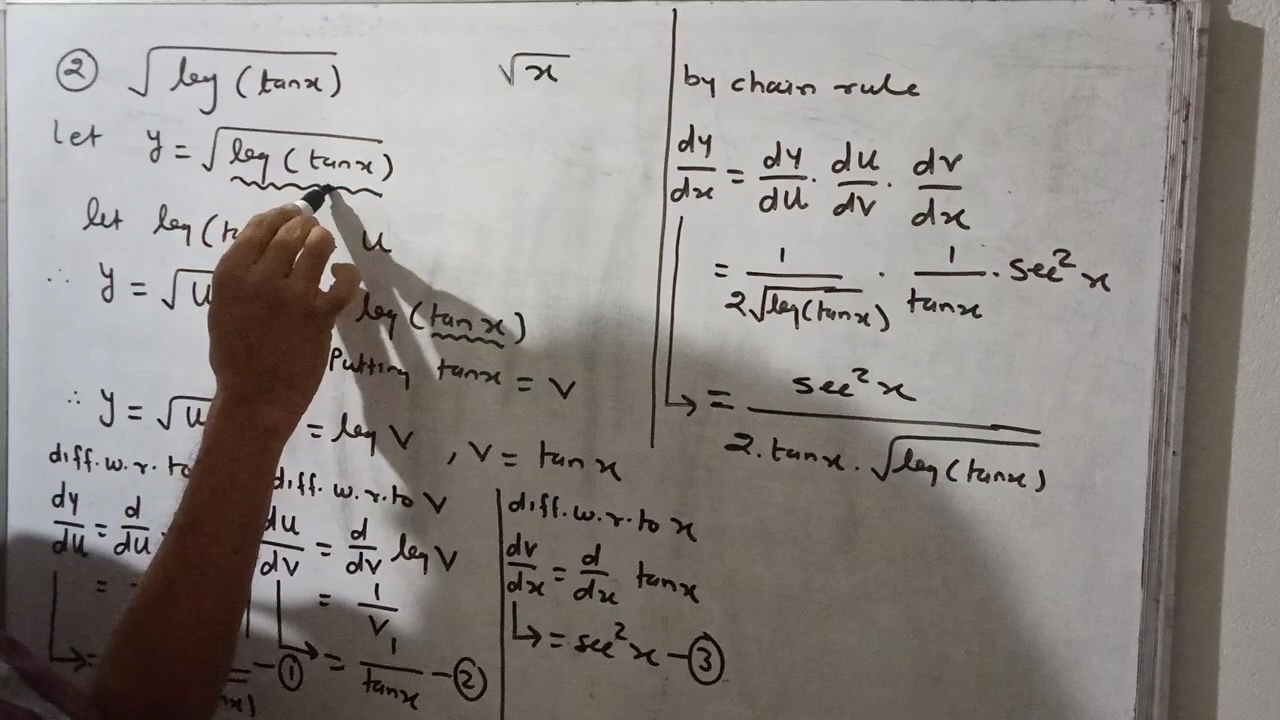 ② √log (tanx)
√x
Let y = √log (tanx)
let log(ta u
∴ y = √u log (tanx)
Putting tanx = v
∴ y = √u = log v , v = tanx
diff. w. r. to
dy/du = d/du
=
=
- ①
nx)
diff. w. r. to v
du/dv = d/dv log v
= 1/v
= 1/tanx - ②
diff. w. r. to x
dv/dx = d/dx tanx
= sec²x - ③
by chain rule
dy/dx = dy/du . du/dv . dv/dx
= 1/2√log(tanx) . 1/tanx . sec²x
= sec²x/2.tanx.√log(tanx)